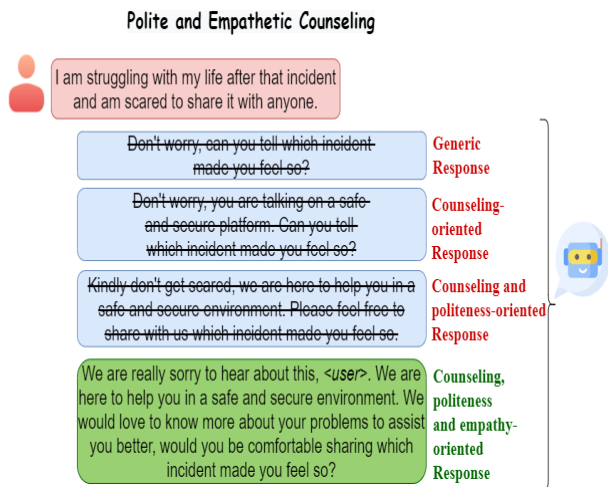 Polite and Empathetic Counseling
I am struggling with my life after that incident
and am scared to share it with anyone.
Don't worry, can you tell which incident
made you feel so?
Generic
Response
Don't worry, you are talking on a safe
and secure platform. Can you tell
which incident made you feel so?
Counseling-
oriented
Response
Kindly don't get scared, we are here to help you in a
safe and secure environment. Please feel free to
share with us which incident made you feel so.
Counseling and
politeness-oriented
Response
We are really sorry to hear about this, <user>. We are
here to help you in a safe and secure environment. We
would love to know more about your problems to assist
you better, would you be comfortable sharing which
incident made you feel so?
Counseling,
politeness
and empathy-
oriented
Response